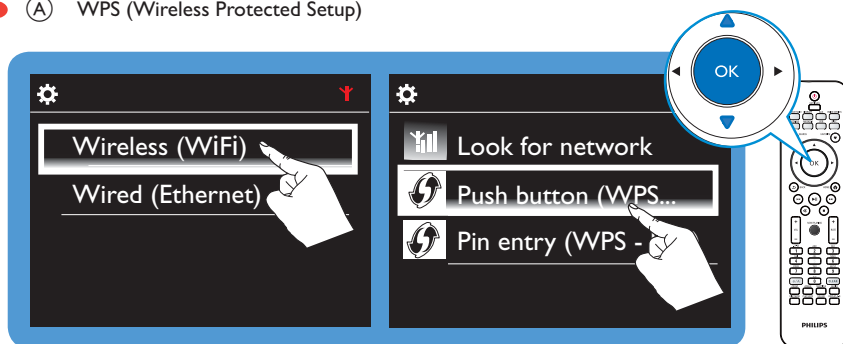 A WPS (Wireless Protected Setup)
Wireless (WiFi)
Wired (Ethernet)
Look for network
Push button (WPS...
Pin entry (WPS -
OK
OK
PHILIPS